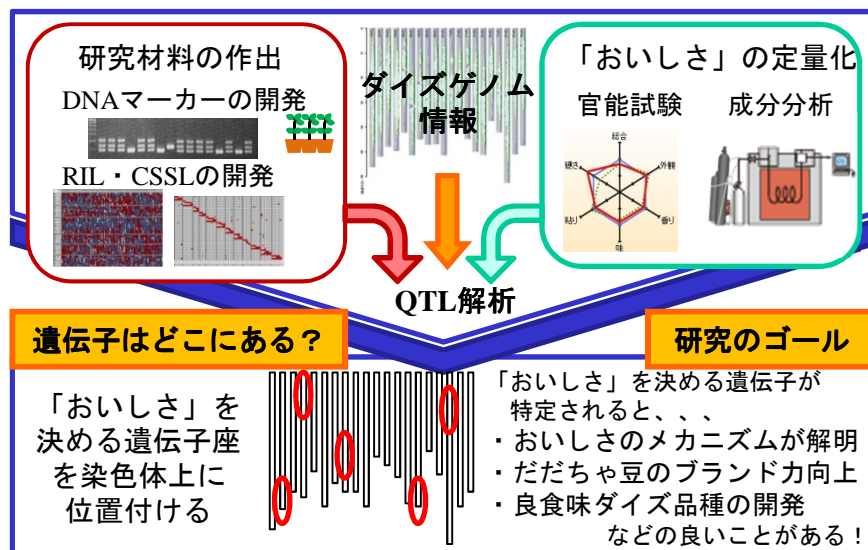 研究材料の作出
DNAマーカーの開発
RIL・CSSLの開発
ダイズゲノム
情報
「おいしさ」の定量化
官能試験
成分分析
総合
外観
香り
味
粘り
硬さ
QTL解析
遺伝子はどこにある？
「おいしさ」を
決める遺伝子座
を染色体上に
位置付ける
研究のゴール
「おいしさ」を決める遺伝子が
特定されると、、、
・おいしさのメカニズムが解明
・だだちゃ豆のブランド力向上
・良食味ダイズ品種の開発
などの良いことがある！